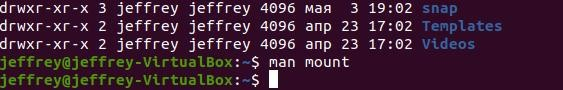 drwxr-xr-x 3 jeffrey jeffrey 4096 мая  3 19:02 snap
drwxr-xr-x 2 jeffrey jeffrey 4096 апр 23 17:02 Templates
drwxr-xr-x 2 jeffrey jeffrey 4096 апр 23 17:02 Videos
jeffrey@jeffrey-VirtualBox:~$ man mount
jeffrey@jeffrey-VirtualBox:~$